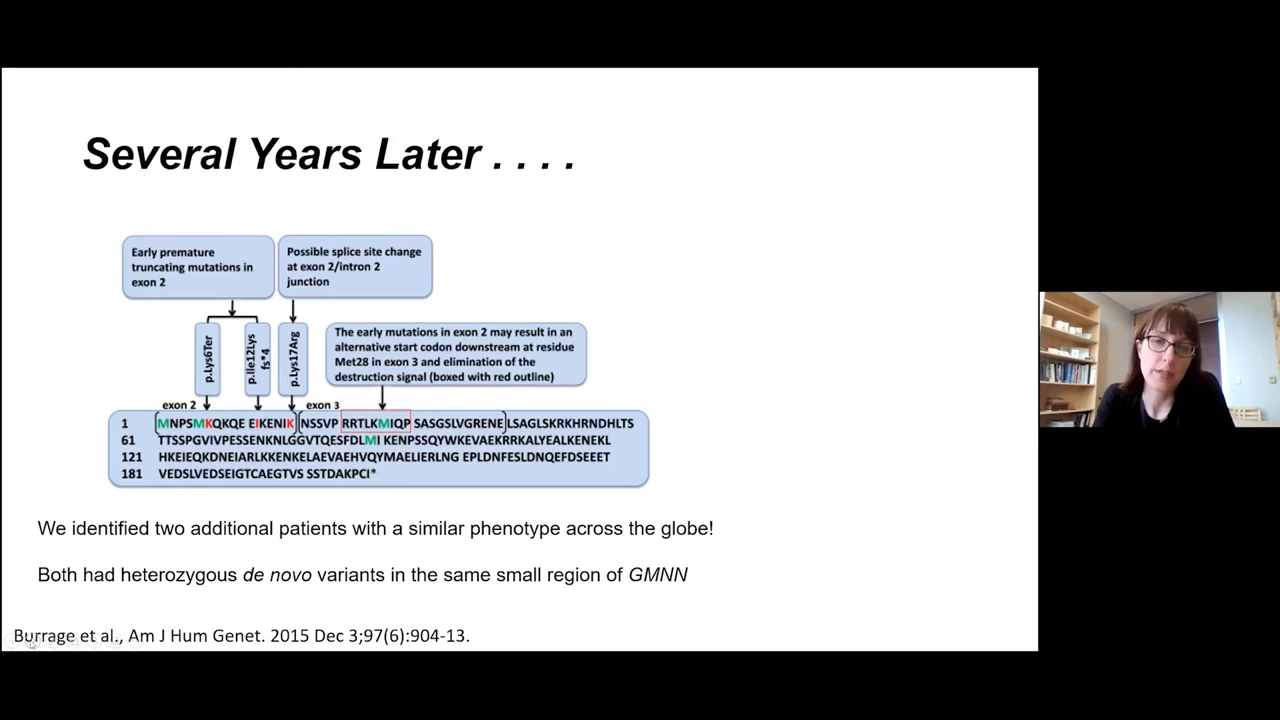 Several Years Later . . . .
Early premature
truncating mutations in
exon 2
Possible splice site change
at exon 2/intron 2
junction
p.Lys6Ter
p.Ile12Lys
fs*4
p.Lys17Arg
The early mutations in exon 2 may result in an
alternative start codon downstream at residue
Met28 in exon 3 and elimination of the
destruction signal (boxed with red outline)
exon 2 exon 3
1 MNPSMKQKQE EIKENIK NSSVP RRTLKMIQP SASGSLVGRENE LSAGLSKRKHRNDHLTS
61 TTSSPGVIVPESSENKNLGGVTQESFDLMI KENPSSQYWKEVAEKRRKALYEALKENEKL
121 HKEIEQKDNEIARLKKENKELAEVAEHVQYMAELIERLNG EPLDNFESLDNQEFDSEEET
181 VEDSLVEDSEIGTCAEGTVS SSTDAKPCI*
We identified two additional patients with a similar phenotype across the globe!
Both had heterozygous de novo variants in the same small region of GMNN
Burrage et al., Am J Hum Genet. 2015 Dec 3;97(6):904-13.